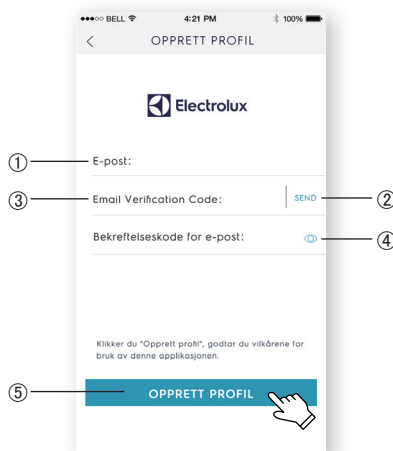 ●●●○○ BELL 4:21 PM 100%
< OPPRETT PROFIL
Electrolux
① E-post:
③ Email Verification Code: SEND ②
Bekreftelseskode for e-post: ④
Klikker du "Opprett profil", godtar du vilkårene for
bruk av denne applikasjonen.
⑤ OPPRETT PROFIL